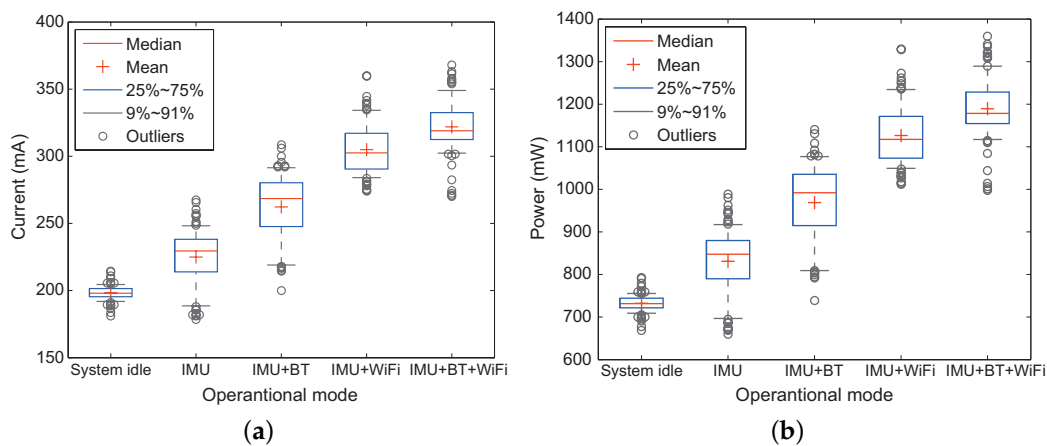 400
350
300
250
200
150
Current (mA)
Median
Mean
25%~75%
9%~91%
Outliers
System idle
IMU
IMU+BT
IMU+WiFi
IMU+BT+WiFi
Operantional mode
(a)
1400
1300
1200
1100
1000
900
800
700
600
Power (mW)
Median
Mean
25%~75%
9%~91%
Outliers
System idle
IMU
IMU+BT
IMU+WiFi
IMU+BT+WiFi
Operantional mode
(b)